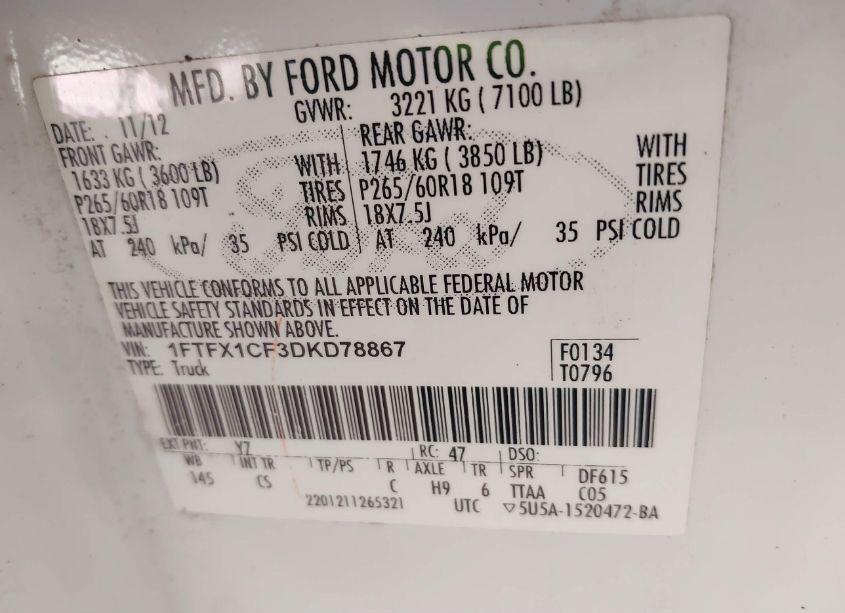 MFD. BY FORD MOTOR CO.
DATE: . 11/12
GVWR: 3221 KG ( 7100 LB)
FRONT GAWR:
1633 KG ( 3600 LB) WITH
P265/60R18 109T TIRES
18X7.5J RIMS
AT 240 kPa/ 35 PSI COLD
REAR GAWR:
1746 KG ( 3850 LB) WITH
P265/60R18 109T TIRES
18X7.5J RIMS
AT 240 kPa/ 35 PSI COLD
THIS VEHICLE CONFORMS TO ALL APPLICABLE FEDERAL MOTOR
VEHICLE SAFETY STANDARDS IN EFFECT ON THE DATE OF
MANUFACTURE SHOWN ABOVE.
VIN: 1FTFX1CF3DKD78867
TYPE: Truck
F0134
T0796
EXT PNT: YZ RC: 47 DSO:
WB INT TR TP/PS R AXLE TR SPR DF615
145 CS C H9 6 TTAA C05
2201211265321 UTC ▽5U5A-1520472-BA